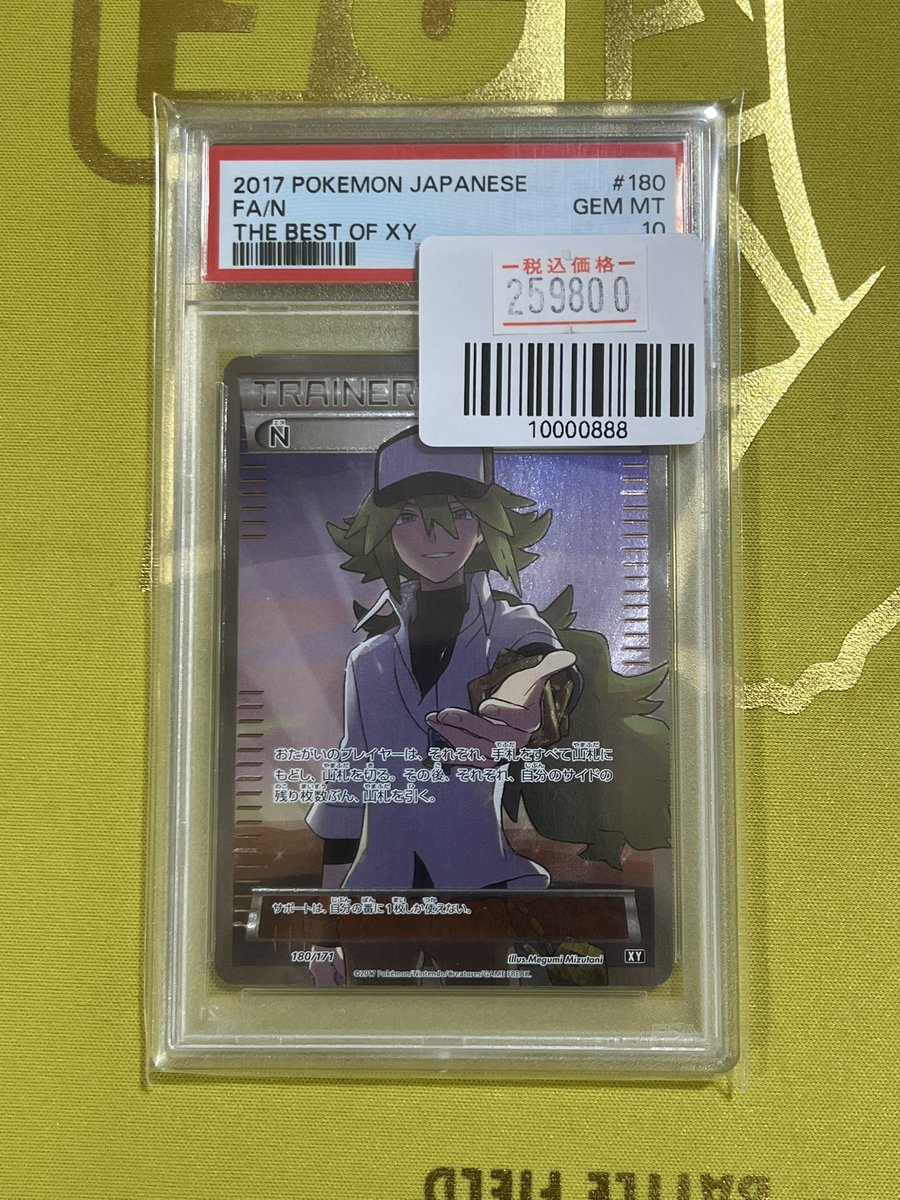 2017 POKEMON JAPANESE #180
FA/N GEM MT
THE BEST OF XY 10
税込価格
259800
10000888
TRAINER
N
おたがいのプレイヤーは、それぞれ、手札をすべて山札に
もどし、山札を切る。その後、それぞれ、自分のサイドの
残り枚数ぶん、山札を引く。
サポートは、自分の番に1枚しか使えない。
180/171 Illus.Megumi Mizutani XY
©2017 Pokémon/Nintendo/Creatures/GAME FREAK.
BATTLE FIELD